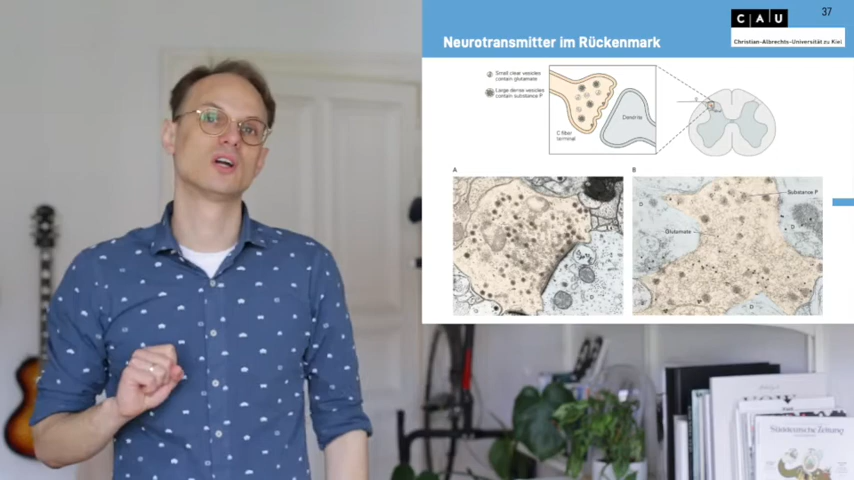 37
CAU
Christian-Albrechts-Universität zu Kiel
Neurotransmitter im Rückenmark
Small clear vesicles
contain glutamate
Large dense vesicles
contain substance P
Dendrite
C fiber
terminal
A
B
Substance P
D
D
Glutamate
D
D
Süddeutsche Zeitung